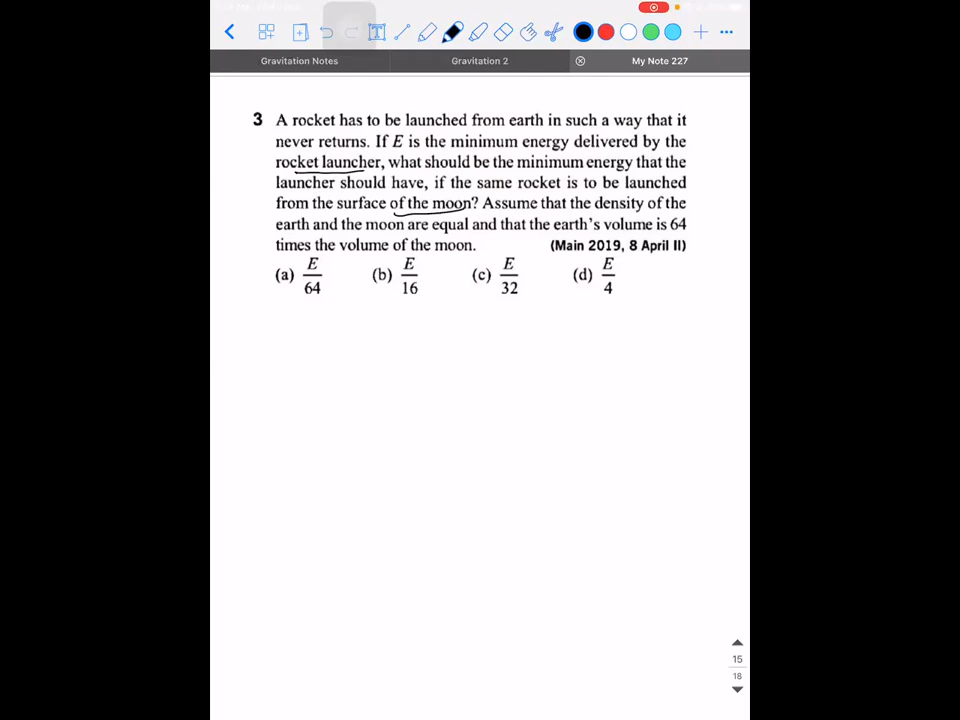 Gravitation Notes Gravitation 2 My Note 227
3 A rocket has to be launched from earth in such a way that it
never returns. If E is the minimum energy delivered by the
rocket launcher, what should be the minimum energy that the
launcher should have, if the same rocket is to be launched
from the surface of the moon? Assume that the density of the
earth and the moon are equal and that the earth's volume is 64
times the volume of the moon. (Main 2019, 8 April II)
(a) E/64 (b) E/16 (c) E/32 (d) E/4
15
18